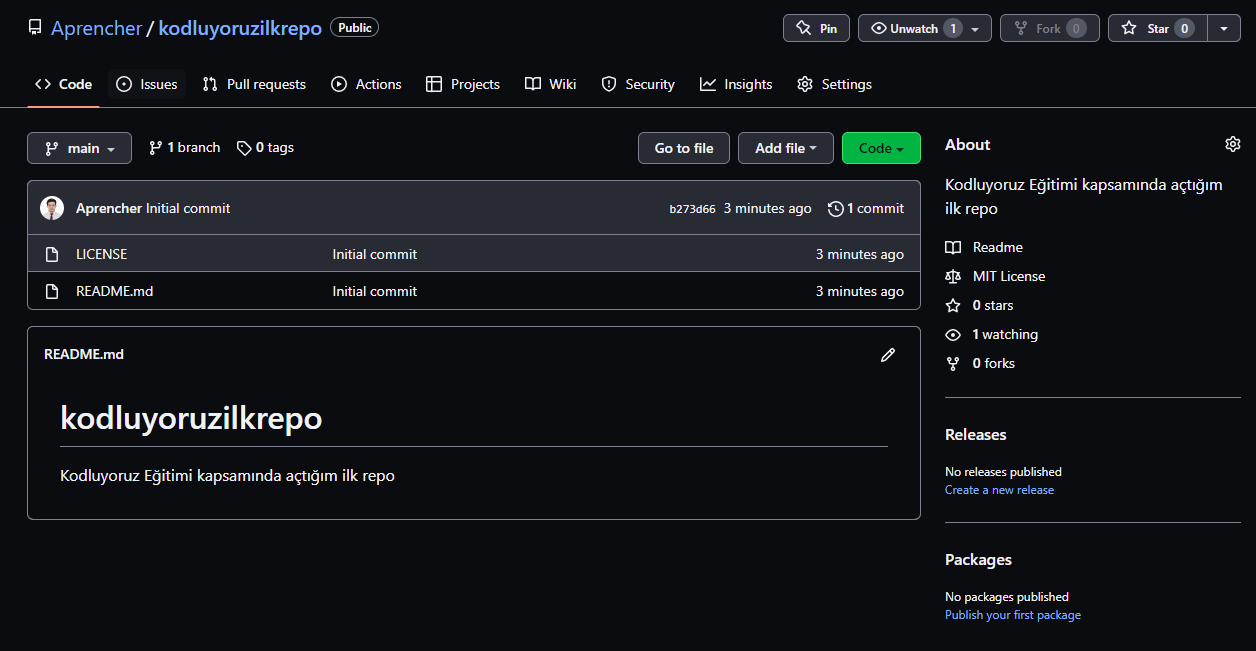 Aprencher / kodluyoruzilkrepo Public
Pin Unwatch 1 Fork 0 Star 0
Code Issues Pull requests Actions Projects Wiki Security Insights Settings
main 1 branch 0 tags Go to file Add file Code
Aprencher Initial commit b273d66 3 minutes ago 1 commit
LICENSE Initial commit 3 minutes ago
README.md Initial commit 3 minutes ago
README.md
kodluyoruzilkrepo
Kodluyoruz Eğitimi kapsamında açtığım ilk repo
About
Kodluyoruz Eğitimi kapsamında açtığım
ilk repo
Readme
MIT License
0 stars
1 watching
0 forks
Releases
No releases published
Create a new release
Packages
No packages published
Publish your first package